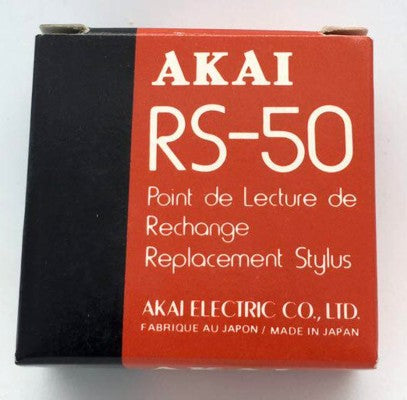 AKAI
RS-50
Point de Lecture de
Rechange
Replacement Stylus
AKAI ELECTRIC CO., LTD.
FABRIQUE AU JAPON / MADE IN JAPAN